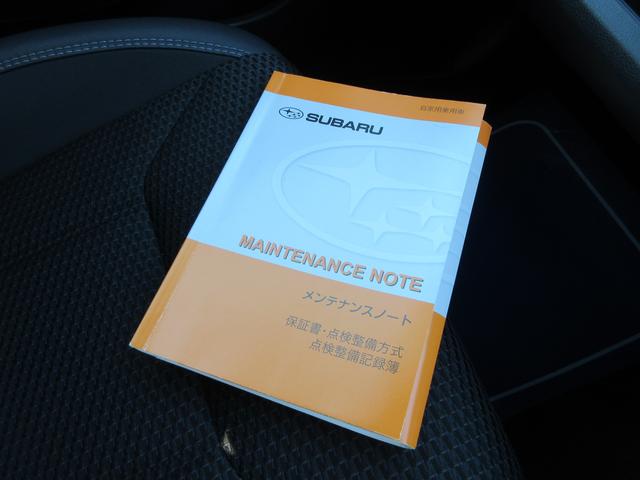 自家用乗用車
SUBARU
MAINTENANCE NOTE
メンテナンスノート
保証書・点検整備方式
点検整備記録簿